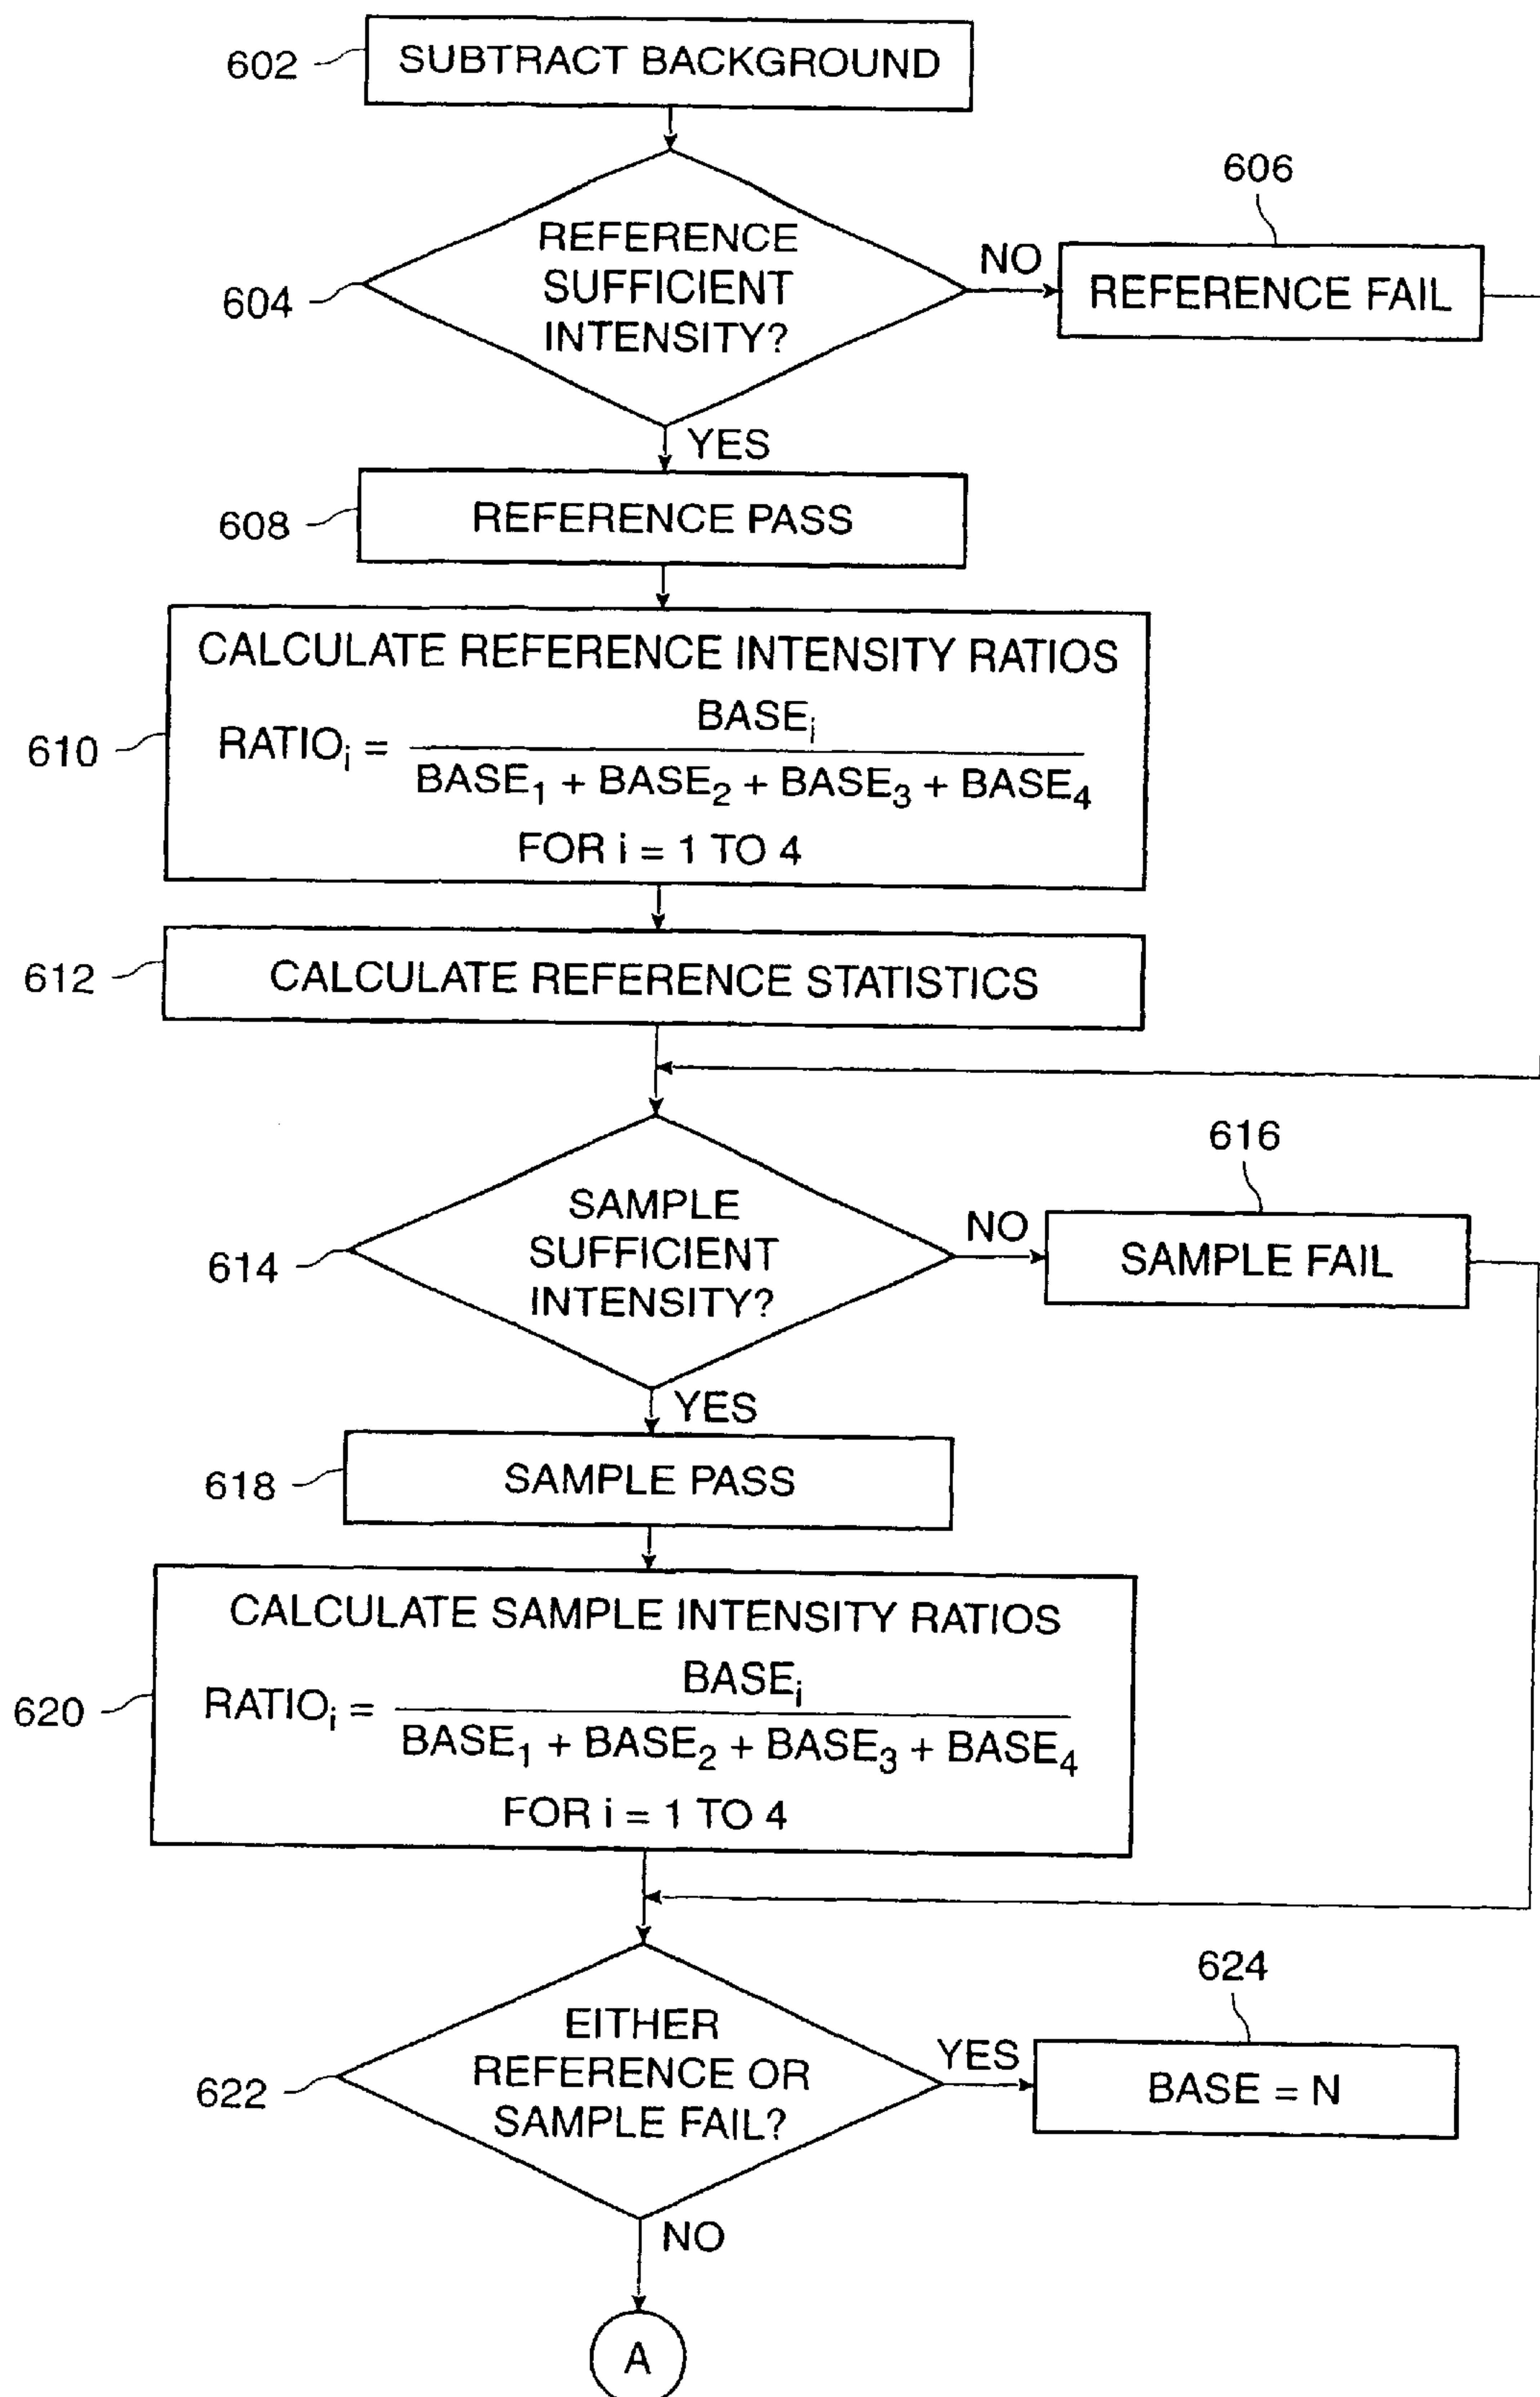 602
SUBTRACT BACKGROUND
606
604
REFERENCE
SUFFICIENT
INTENSITY?
NO
REFERENCE FAIL
YES
608
REFERENCE PASS
610
CALCULATE REFERENCE INTENSITY RATIOS
RATIOᵢ = BASEᵢ
BASE₁ + BASE₂ + BASE₃ + BASE₄
FOR i = 1 TO 4
612
CALCULATE REFERENCE STATISTICS
616
614
SAMPLE
SUFFICIENT
INTENSITY?
NO
SAMPLE FAIL
YES
618
SAMPLE PASS
620
CALCULATE SAMPLE INTENSITY RATIOS
RATIOᵢ = BASEᵢ
BASE₁ + BASE₂ + BASE₃ + BASE₄
FOR i = 1 TO 4
624
622
EITHER
REFERENCE OR
SAMPLE FAIL?
YES
BASE = N
NO
A